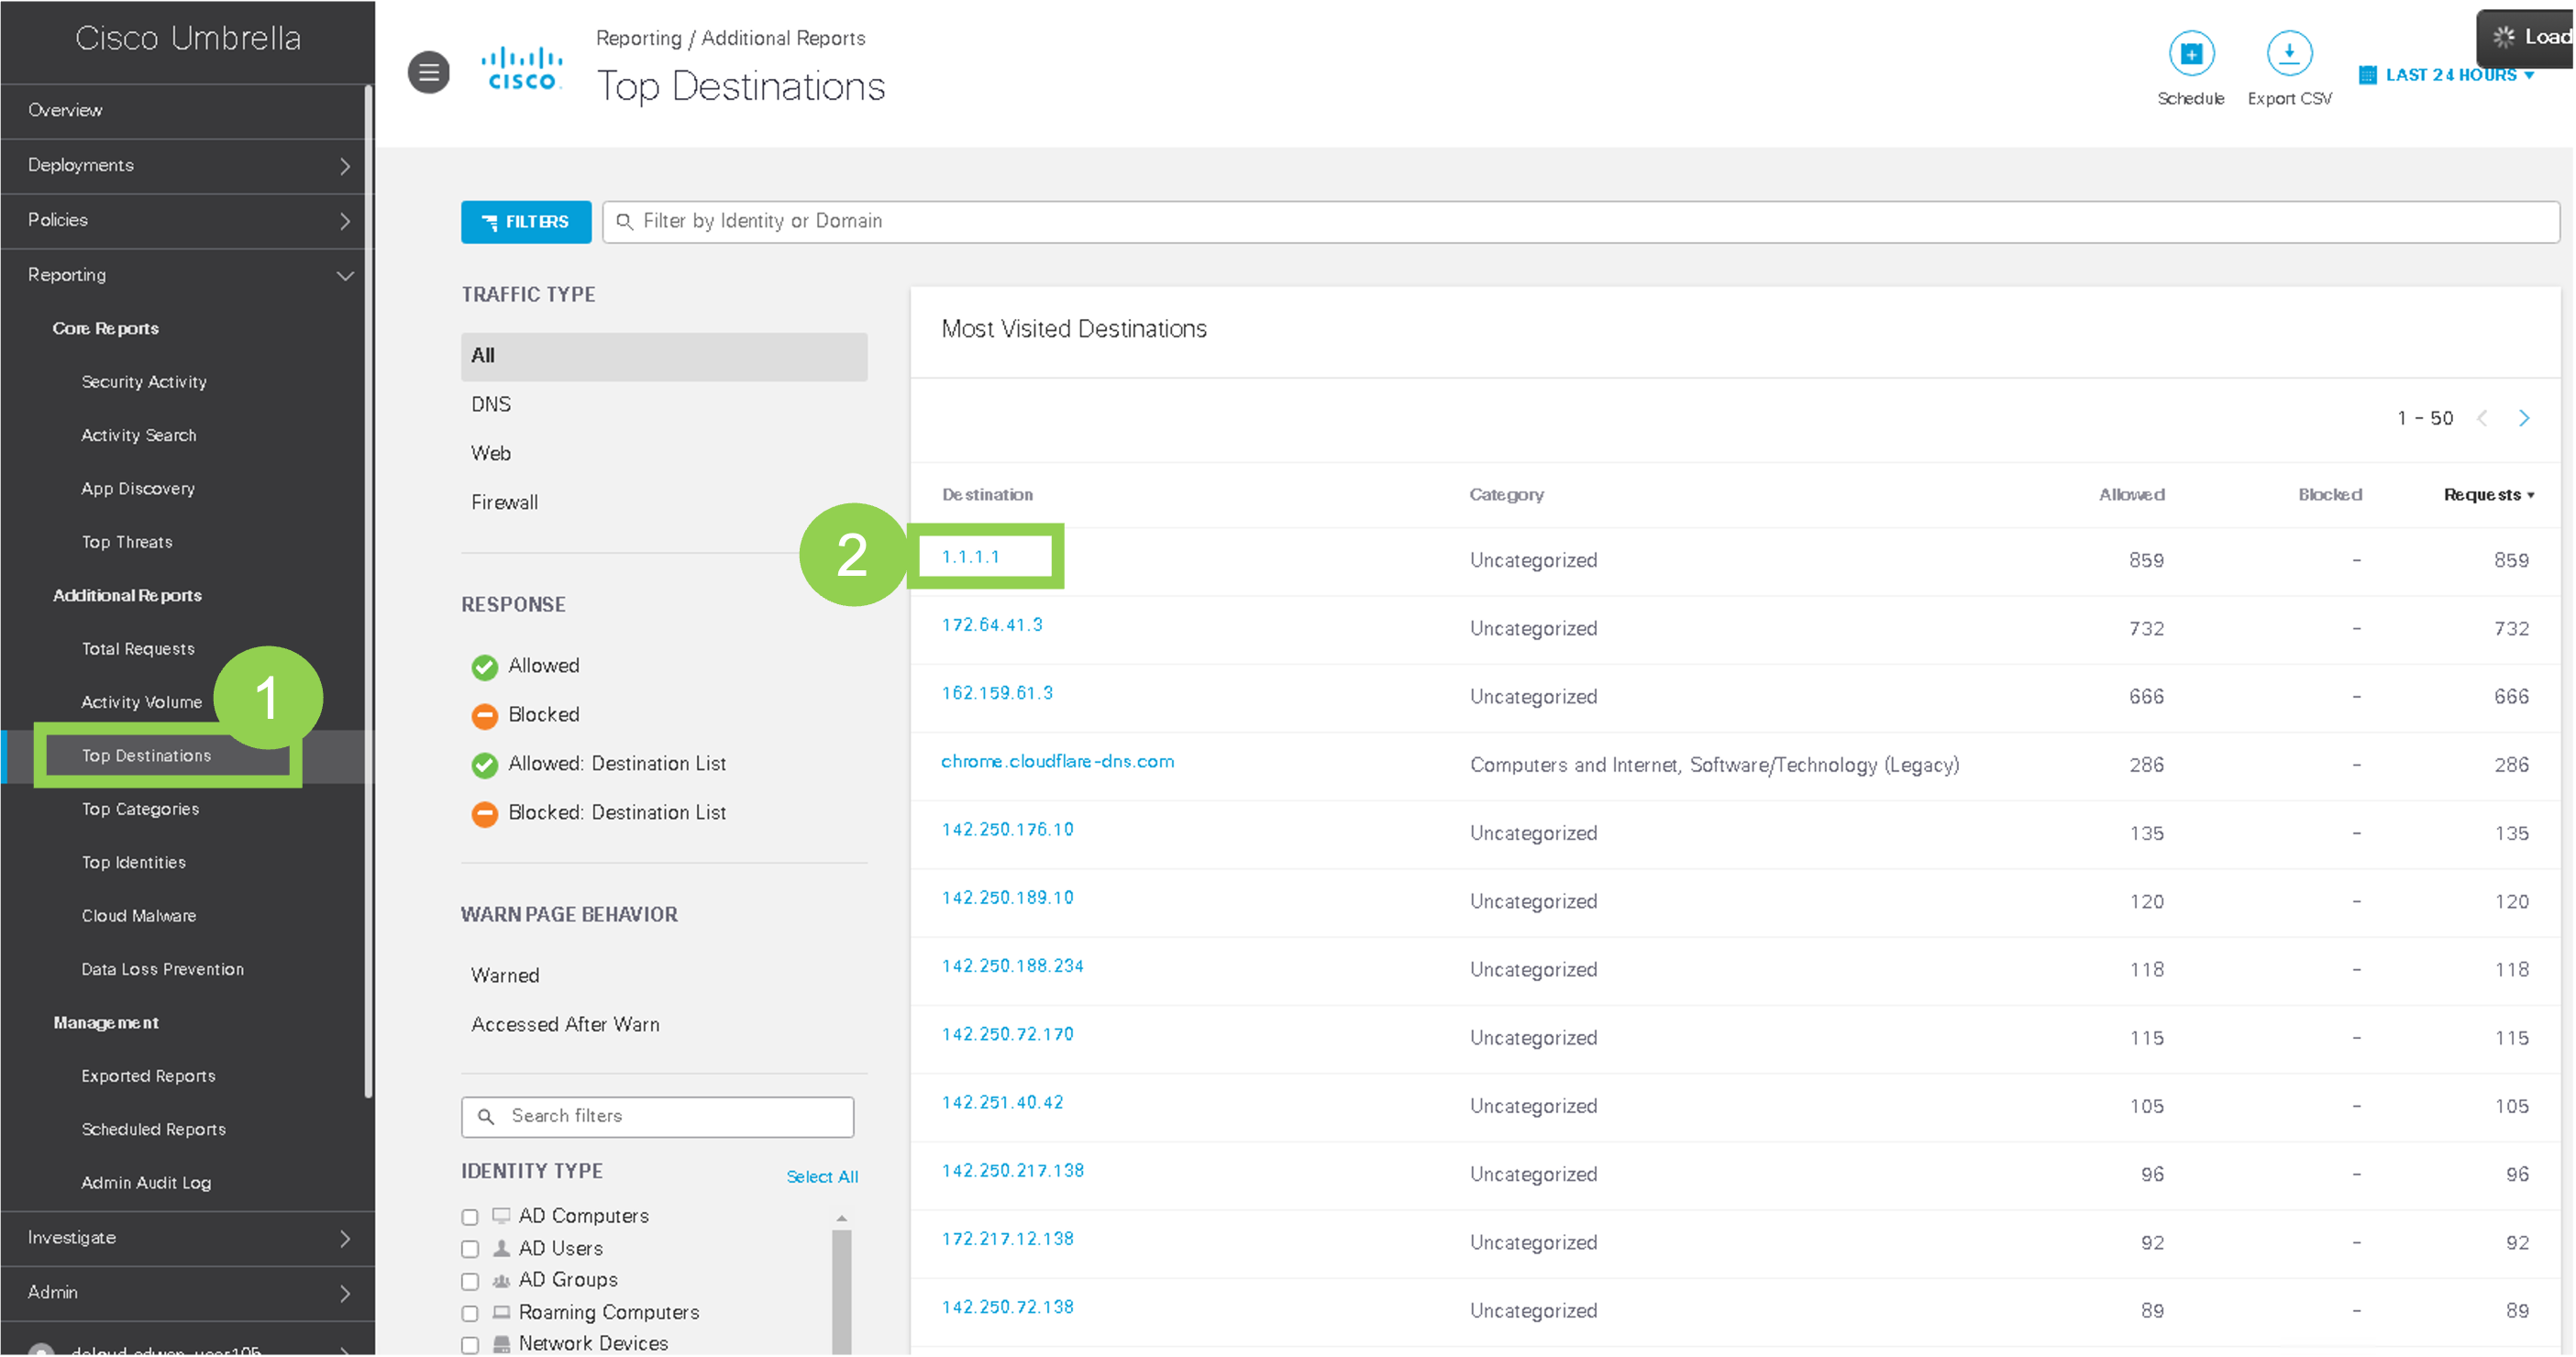 Cisco Umbrella
Overview
Deployments
Policies
Reporting
Core Reports
Security Activity
Activity Search
App Discovery
Top Threats
Additional Reports
Total Requests
Activity Volume
1
Top Destinations
Top Categories
Top Identities
Cloud Malware
Data Loss Prevention
Management
Exported Reports
Scheduled Reports
Admin Audit Log
Investigate
Admin
CISCO
Reporting / Additional Reports
Top Destinations
Schedule
Export CSV
Load
LAST 24 HOURS
FILTERS
Filter by Identity or Domain
TRAFFIC TYPE
All
DNS
Web
Firewall
RESPONSE
Allowed
Blocked
Allowed: Destination List
Blocked: Destination List
WARN PAGE BEHAVIOR
Warned
Accessed After Warn
Search filters
IDENTITY TYPE Select All
AD Computers
AD Users
AD Groups
Roaming Computers
Network Devices
Most Visited Destinations
1 - 50
Destination Category Allowed Blocked Requests
2
1.1.1.1 Uncategorized 859 - 859
172.64.41.3 Uncategorized 732 - 732
162.159.61.3 Uncategorized 666 - 666
chrome.cloudflare-dns.com Computers and Internet, Software/Technology (Legacy) 286 - 286
142.250.176.10 Uncategorized 135 - 135
142.250.189.10 Uncategorized 120 - 120
142.250.188.234 Uncategorized 118 - 118
142.250.72.170 Uncategorized 115 - 115
142.251.40.42 Uncategorized 105 - 105
142.250.217.138 Uncategorized 96 - 96
172.217.12.138 Uncategorized 92 - 92
142.250.72.138 Uncategorized 89 - 89